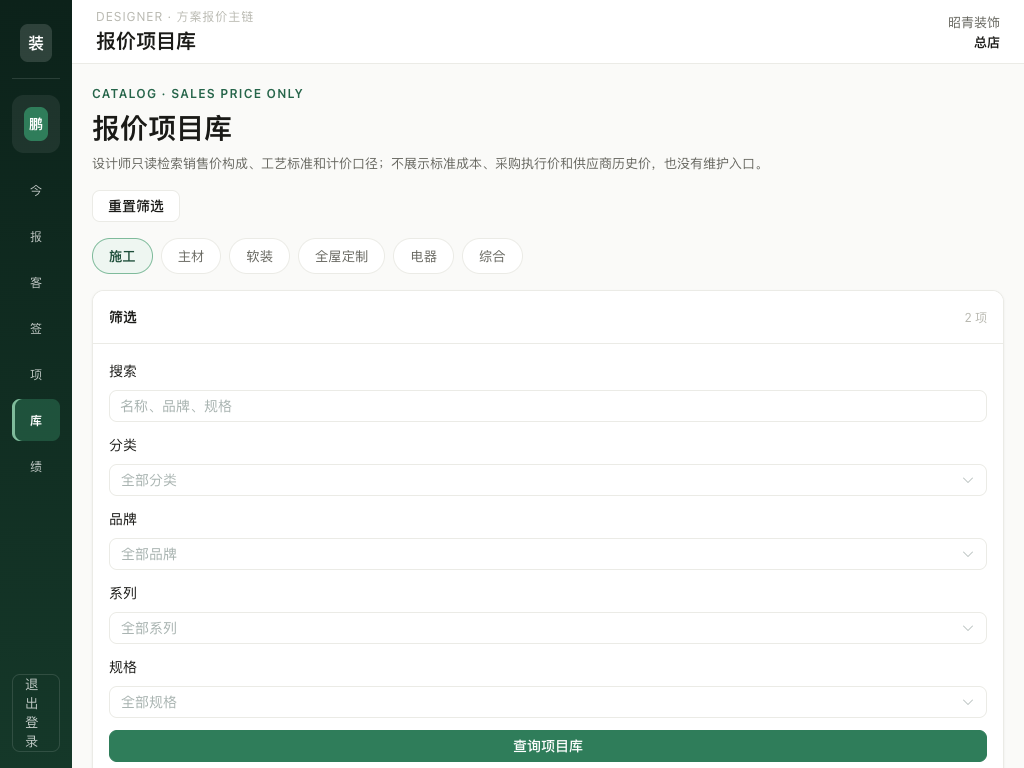 装
鹏
今
报
客
签
项
库
绩
退
出
登
录
DESIGNER · 方案报价主链
报价项目库
昭青装饰
总店
CATALOG · SALES PRICE ONLY
报价项目库
设计师只读检索销售价构成、工艺标准和计价口径；不展示标准成本、采购执行价和供应商历史价，也没有维护入口。
重置筛选
施工 主材 软装 全屋定制 电器 综合
筛选 2 项
搜索
名称、品牌、规格
分类
全部分类
品牌
全部品牌
系列
全部系列
规格
全部规格
查询项目库